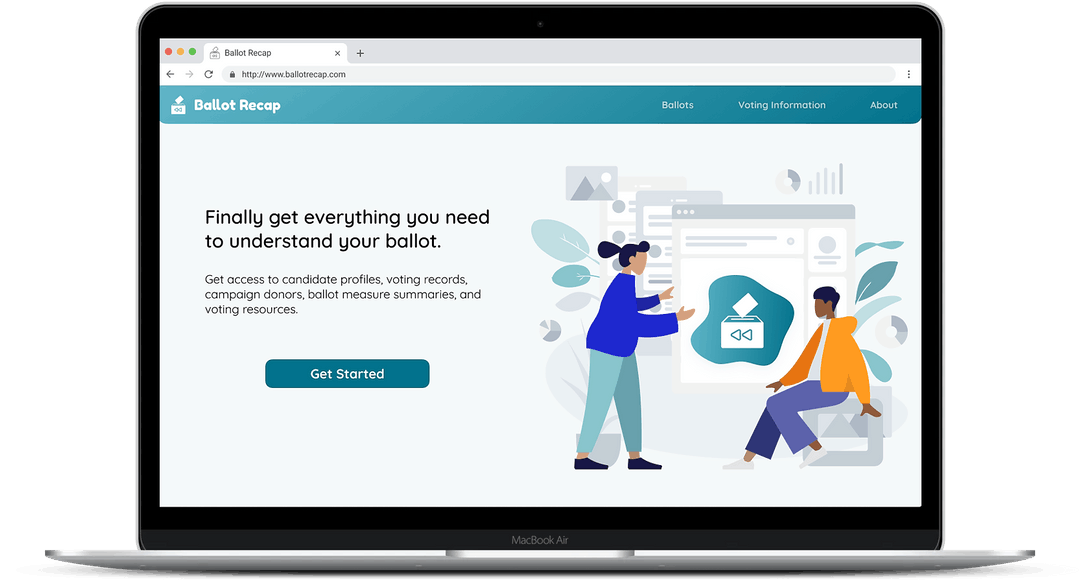 Ballot Recap
http://www.ballotrecap.com
Ballot Recap
Ballots
Voting Information
About
Finally get everything you need
to understand your ballot.
Get access to candidate profiles, voting records,
campaign donors, ballot measure summaries, and
voting resources.
Get Started
MacBook Air